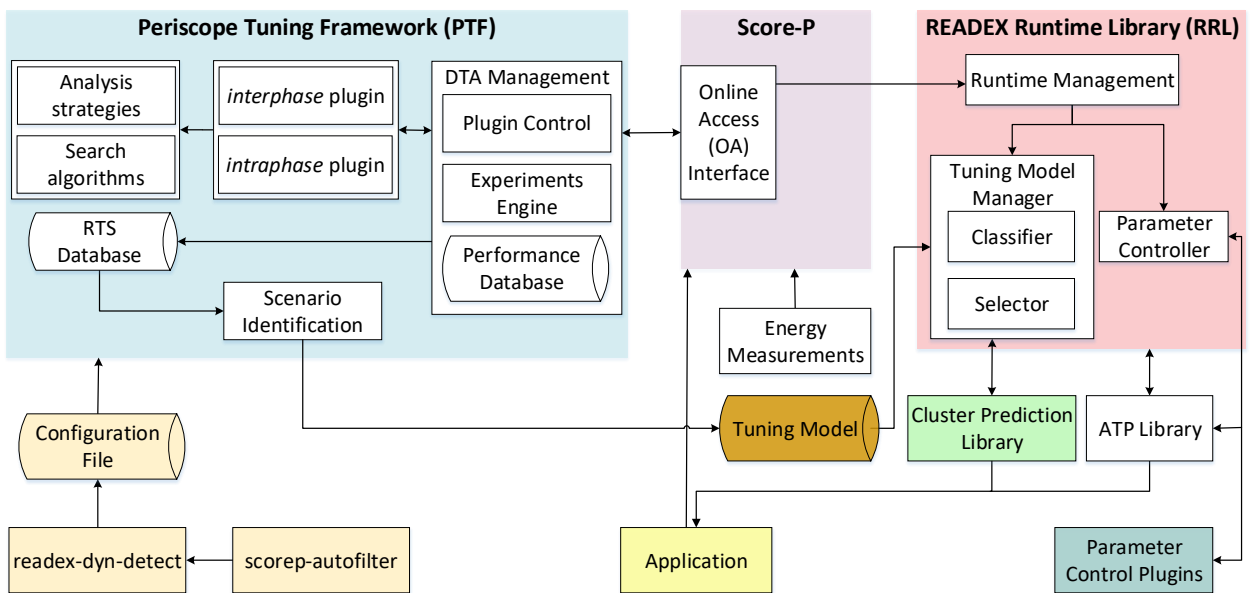 Periscope Tuning Framework (PTF)
Analysis
strategies
Search
algorithms
interphase plugin
intraphase plugin
DTA Management
Plugin Control
Experiments
Engine
Performance
Database
RTS
Database
Scenario
Identification
Score-P
Online
Access
(OA)
Interface
Energy
Measurements
READEX Runtime Library (RRL)
Runtime Management
Tuning Model
Manager
Classifier
Selector
Parameter
Controller
Configuration
File
Tuning Model
Cluster Prediction
Library
ATP Library
readex-dyn-detect
scorep-autofilter
Application
Parameter
Control Plugins